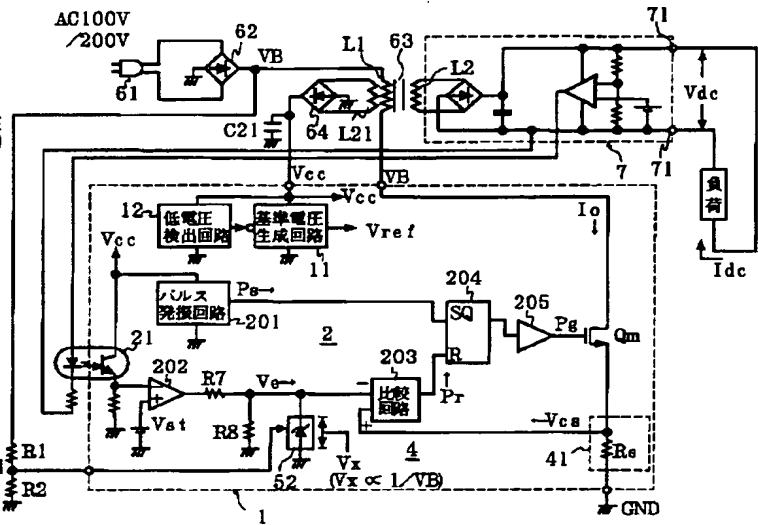 AC100V
/200V
62
VB
61
L1
63
L2
71
Vdc
C21
64
L21
7
71
Vcc
VB
負荷
12
低電圧
検出回路
基準電圧
生成回路
Vcc
Vref
11
Io
Idc
Vcc
パルス
発振回路
Ps→
201
2
204
SQ
R
205
Pg
Qm
21
202
R7
Ve→
203
比較
回路
Pr
Vst
R8
52
Vx
(Vx∝1/VB)
4
←Vcs
41
Rs
R1
R2
1
GND